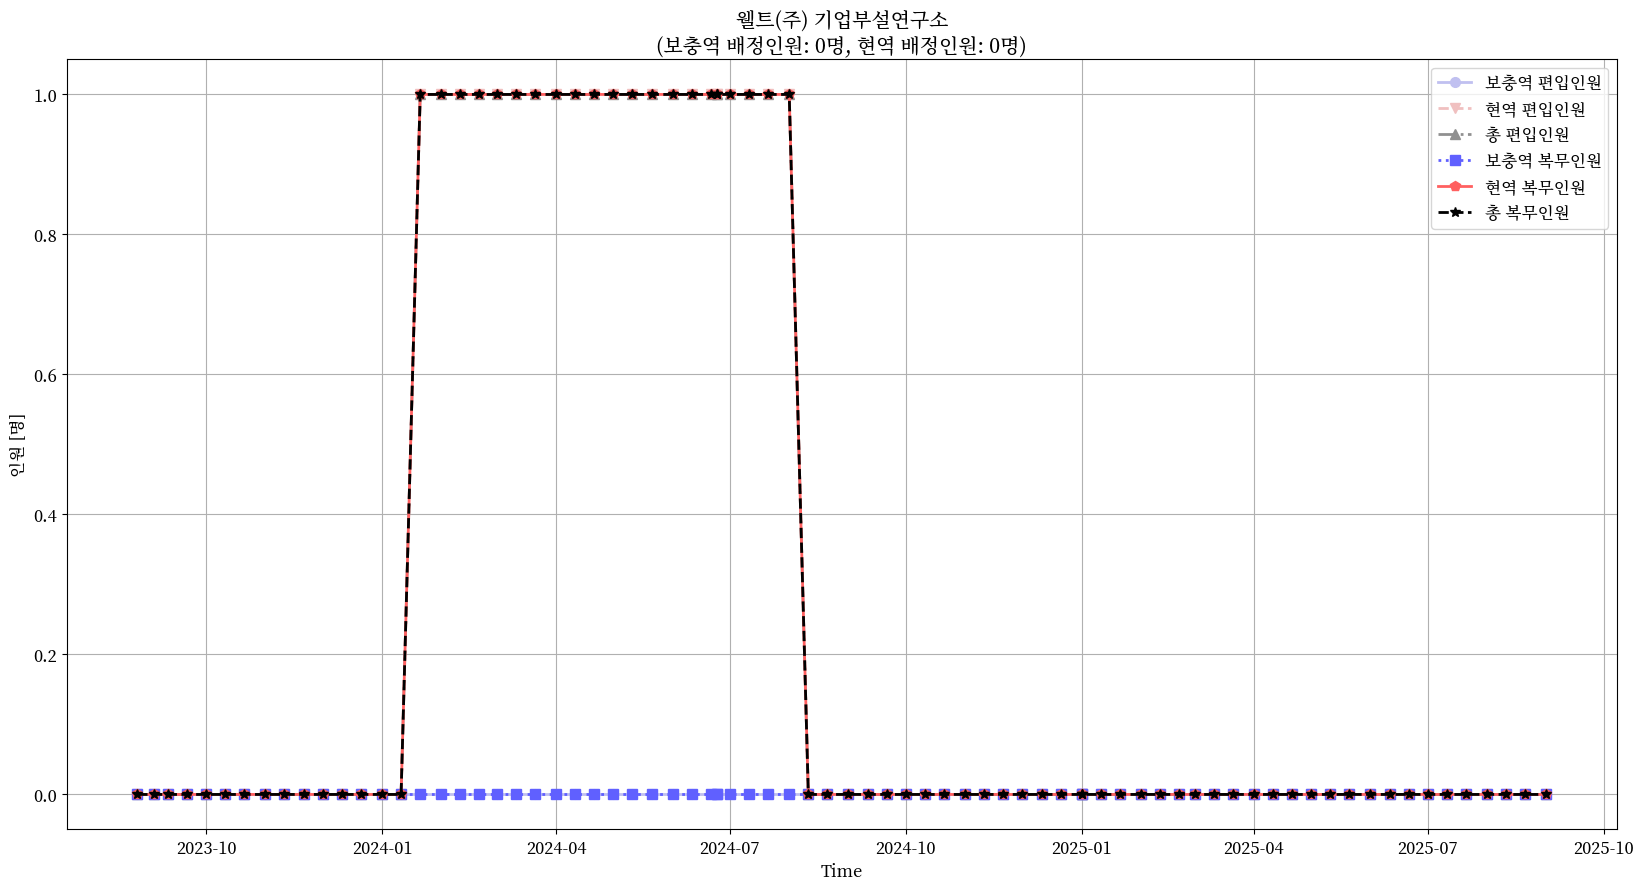 웰트(주) 기업부설연구소
(보충역 배정인원: 0명, 현역 배정인원: 0명)
보충역 편입인원
현역 편입인원
총 편입인원
보충역 복무인원
현역 복무인원
총 복무인원
인원 [명]
1.0
0.8
0.6
0.4
0.2
0.0
2023-10
2024-01
2024-04
2024-07
2024-10
2025-01
2025-04
2025-07
2025-10
Time